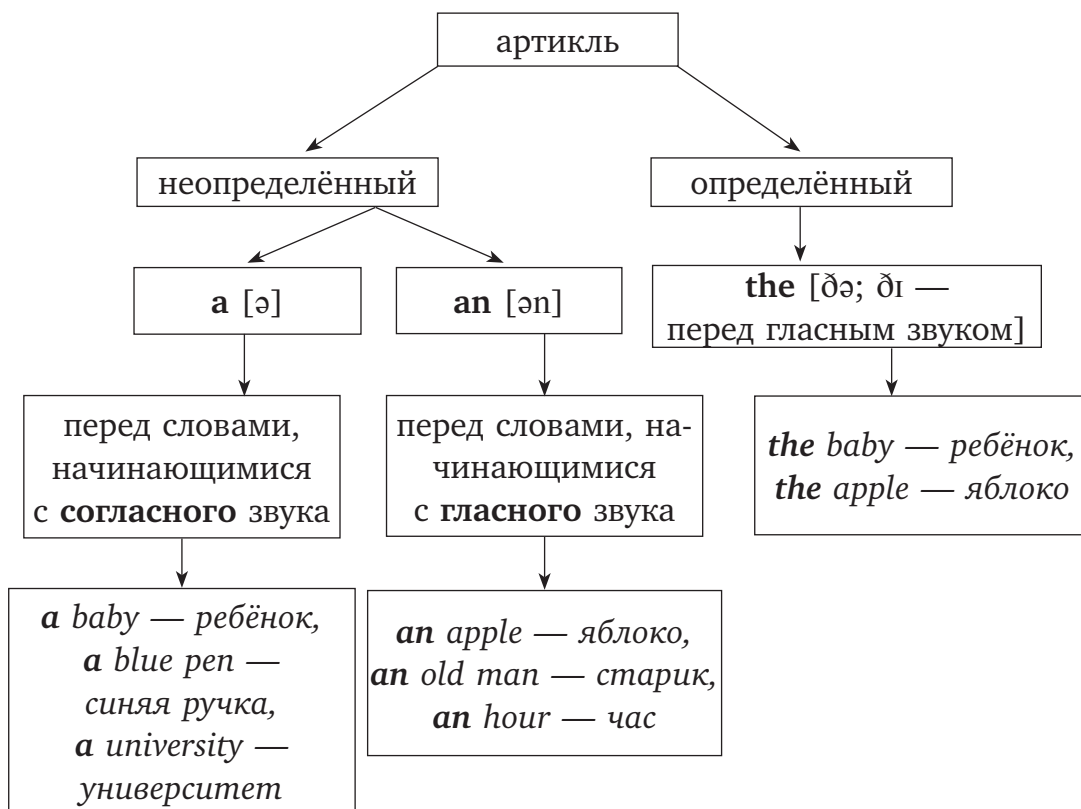 артикль
неопределённый
определённый
a [ə]
an [ən]
the [ðə; ðɪ —
перед гласным звуком]
перед словами,
начинающимися
с согласного звука
перед словами, на-
чинающимися
с гласного звука
the baby — ребёнок,
the apple — яблоко
a baby — ребёнок,
a blue pen —
синяя ручка,
a university —
университет
an apple — яблоко,
an old man — старик,
an hour — час